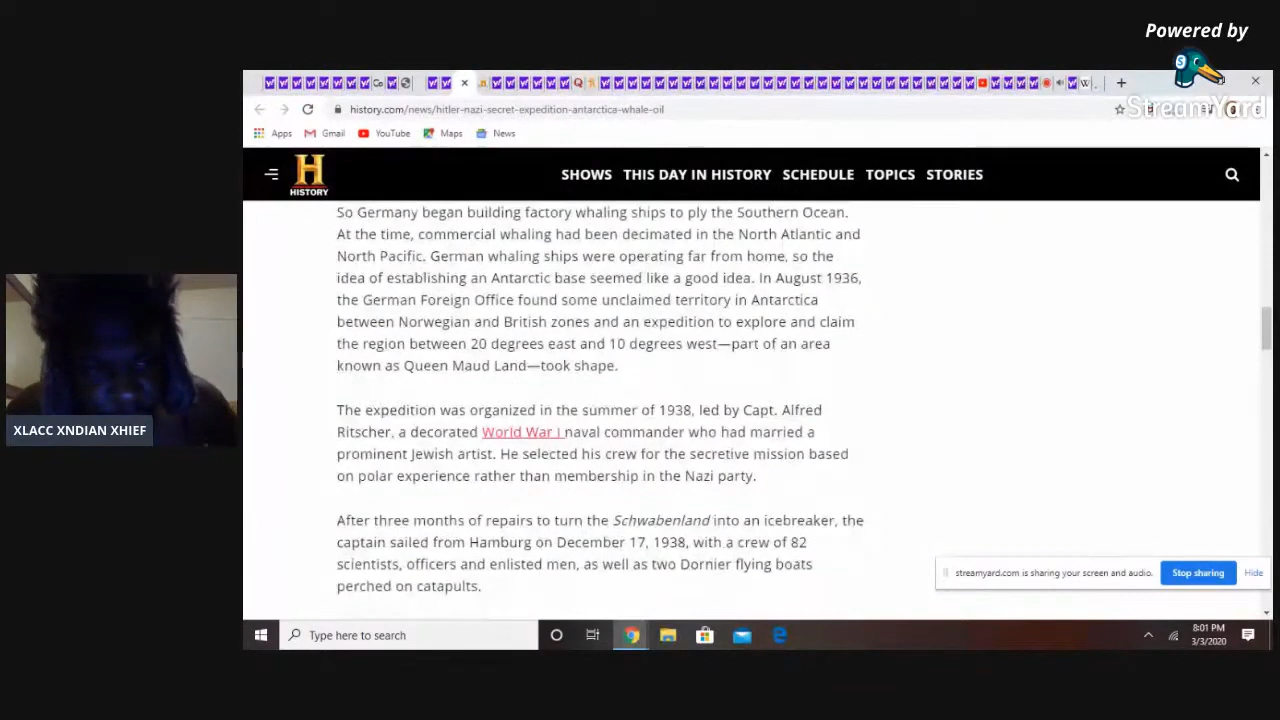 Powered by
StreamYard
history.com/news/hitler-nazi-secret-expedition-antarctica-whale-oil
Apps Gmail YouTube Maps News
H
HISTORY
SHOWS THIS DAY IN HISTORY SCHEDULE TOPICS STORIES
So Germany began building factory whaling ships to ply the Southern Ocean.
At the time, commercial whaling had been decimated in the North Atlantic and
North Pacific. German whaling ships were operating far from home, so the
idea of establishing an Antarctic base seemed like a good idea. In August 1936,
the German Foreign Office found some unclaimed territory in Antarctica
between Norwegian and British zones and an expedition to explore and claim
the region between 20 degrees east and 10 degrees west—part of an area
known as Queen Maud Land—took shape.
The expedition was organized in the summer of 1938, led by Capt. Alfred
Ritscher, a decorated World War I naval commander who had married a
prominent Jewish artist. He selected his crew for the secretive mission based
on polar experience rather than membership in the Nazi party.
After three months of repairs to turn the Schwabenland into an icebreaker, the
captain sailed from Hamburg on December 17, 1938, with a crew of 82
scientists, officers and enlisted men, as well as two Dornier flying boats
perched on catapults.
XLACC XNDIAN XHIEF
streamyard.com is sharing your screen and audio. Stop sharing Hide
Type here to search
8:01 PM
3/3/2020